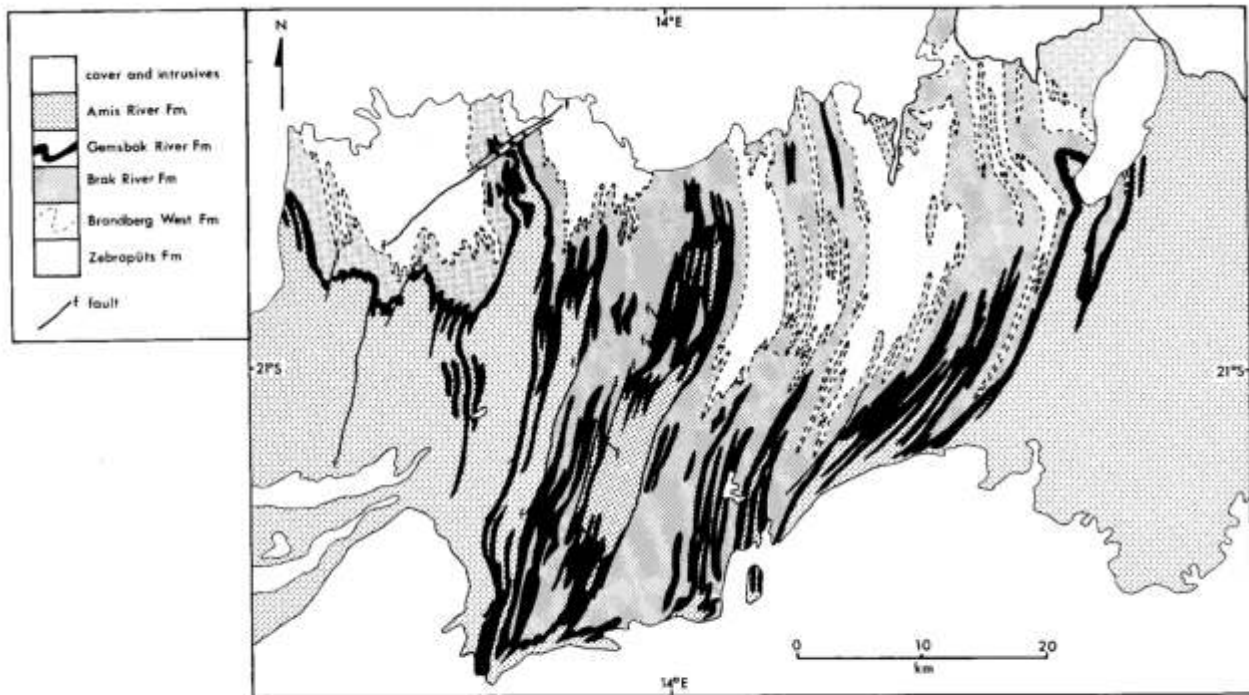 cover and intrusives
Amis River Fm.
Gemsbok River Fm
Brak River Fm
Brandberg West Fm
Zebrapüts Fm
f fault
N
14°E
21°S
21°S
0 10 20
km
14°E